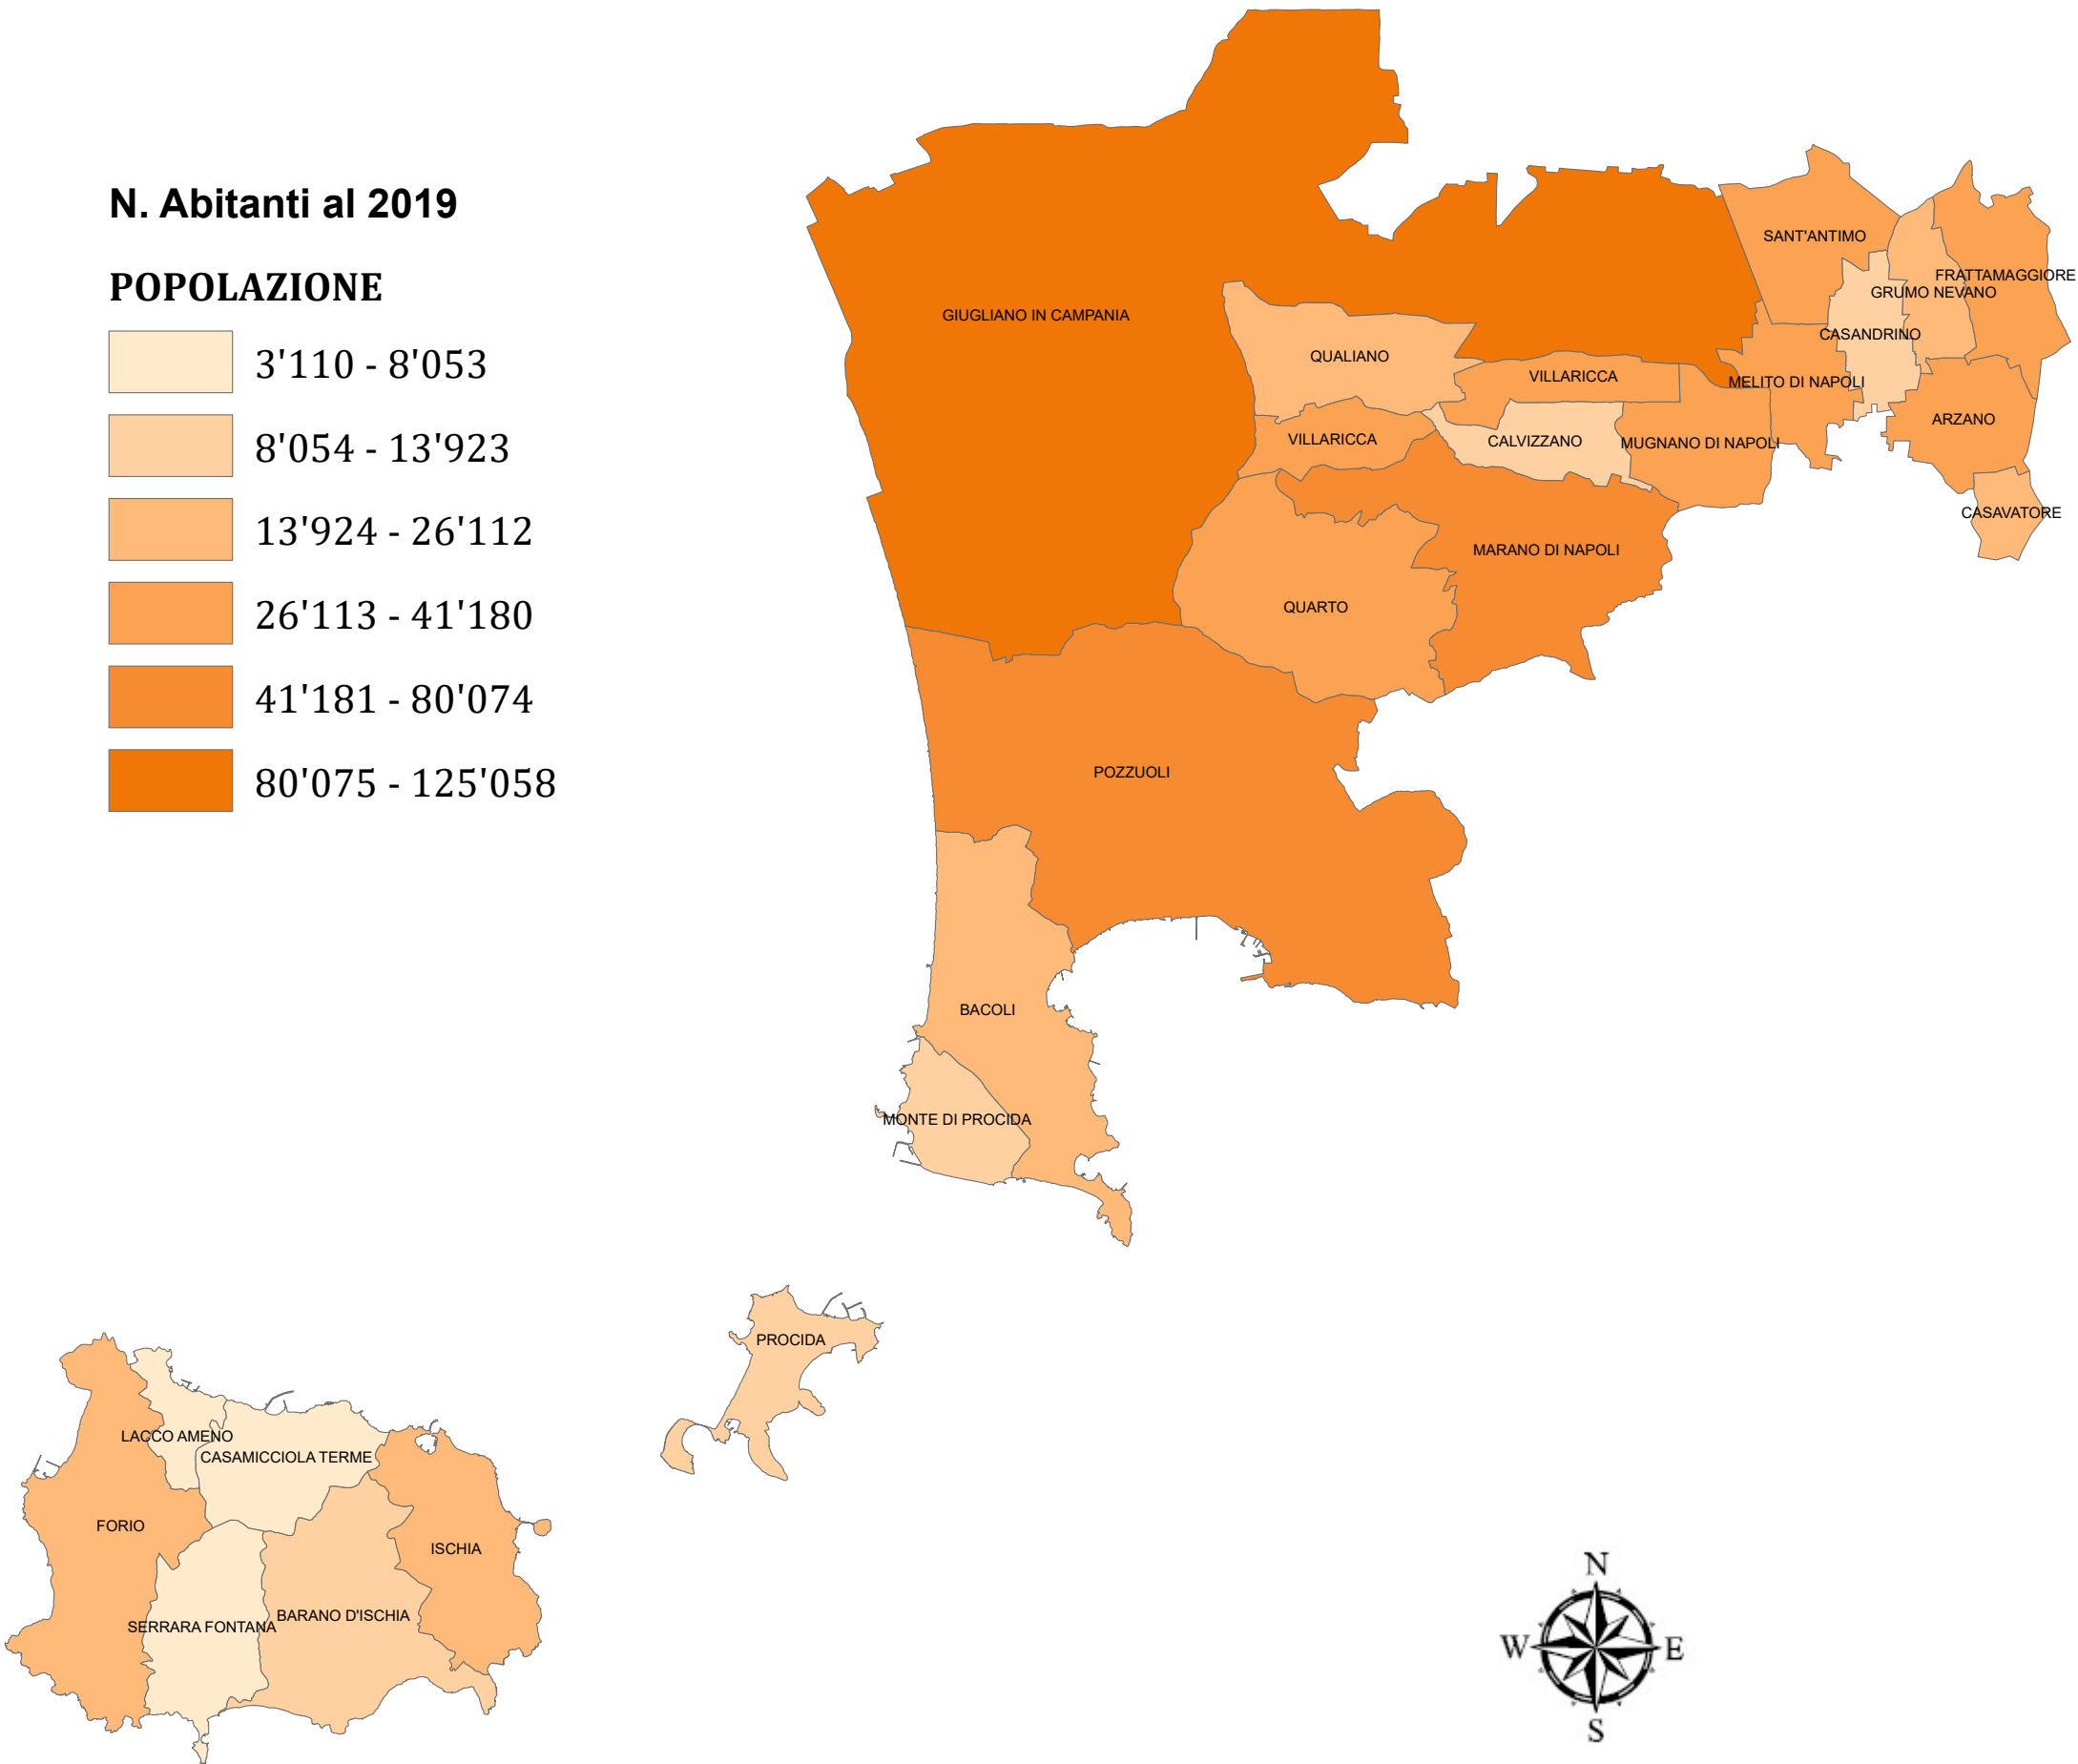 N. Abitanti al 2019
POPOLAZIONE
3'110 - 8'053
8'054 - 13'923
13'924 - 26'112
26'113 - 41'180
41'181 - 80'074
80'075 - 125'058
SANT'ANTIMO
FRATTAMAGGIORE
GRUMO NEVANO
GIUGLIANO IN CAMPANIA
CASANDRINO
QUALIANO
VILLARICCA
MELITO DI NAPOLI
ARZANO
VILLARICCA
CALVIZZANO
MUGNANO DI NAPOLI
CASAVATORE
MARANO DI NAPOLI
QUARTO
POZZUOLI
BACOLI
MONTE DI PROCIDA
PROCIDA
LACCO AMENO
CASAMICCIOLA TERME
FORIO
ISCHIA
BARANO D'ISCHIA
SERRARA FONTANA
N
W
E
S